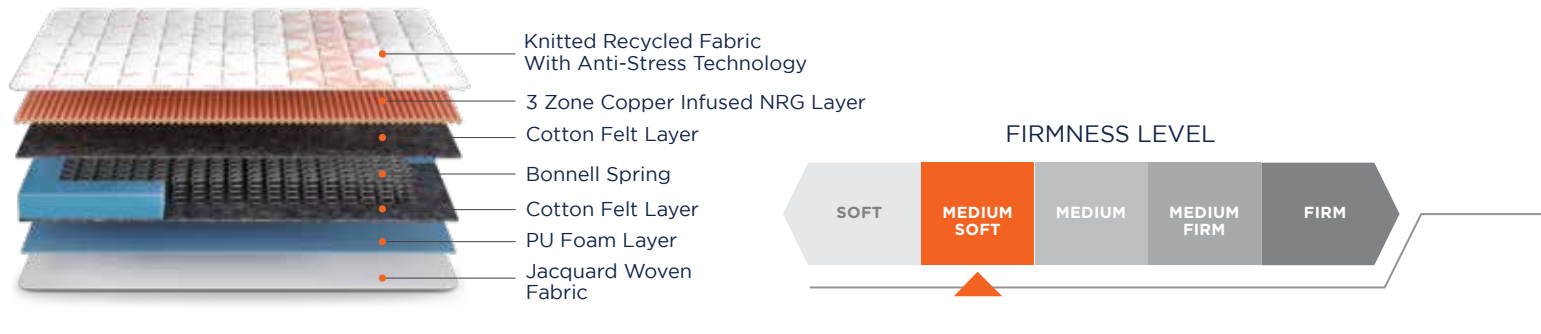 Knitted Recycled Fabric
With Anti-Stress Technology
3 Zone Copper Infused NRG Layer
Cotton Felt Layer
Bonnell Spring
Cotton Felt Layer
PU Foam Layer
Jacquard Woven
Fabric
FIRMNESS LEVEL
SOFT
MEDIUM
SOFT
MEDIUM
MEDIUM
FIRM
FIRM